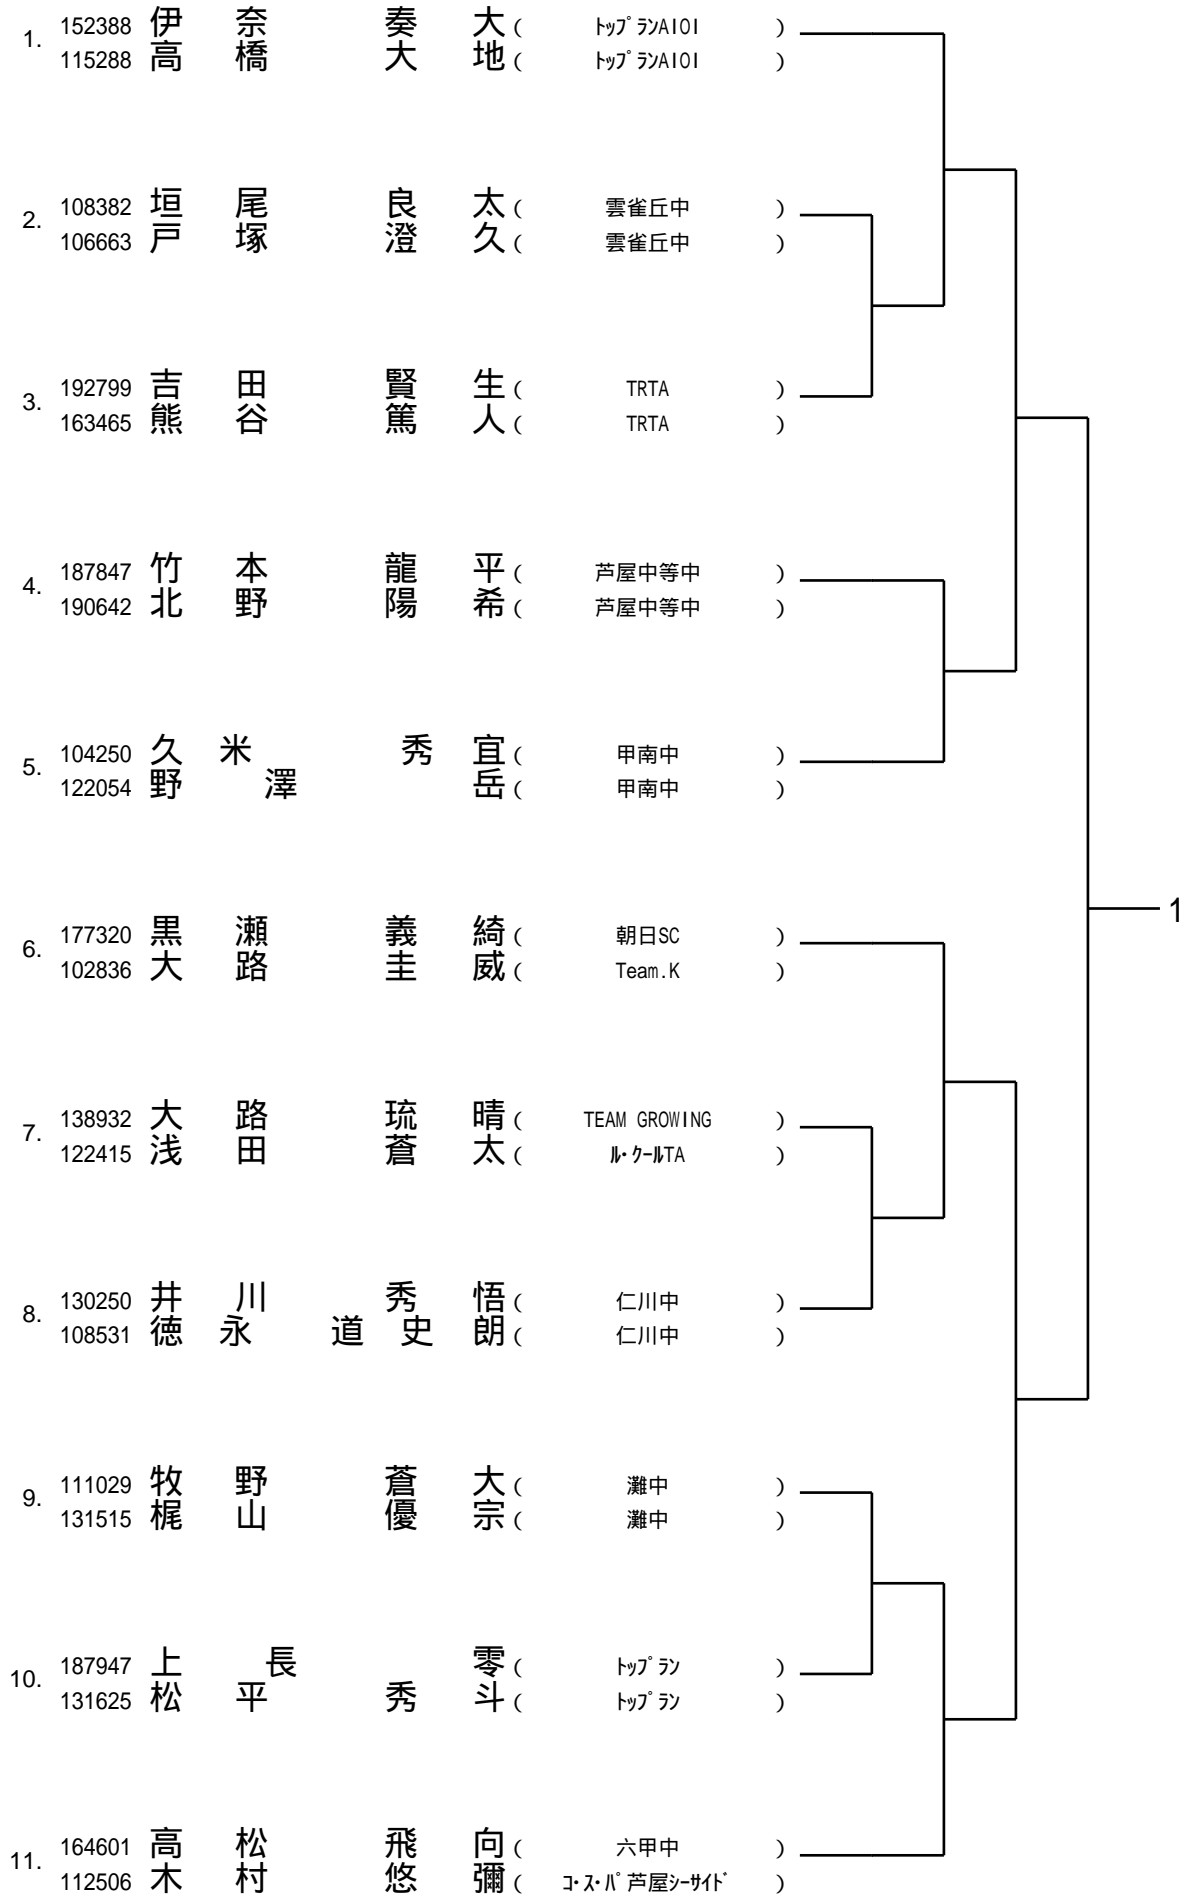 1. 152388 伊奈 奏大 ( トップランAIOI )
115288 高橋 大地 ( トップランAIOI )
2. 108382 垣尾 良太 ( 雲雀丘中 )
106663 戸塚 澄久 ( 雲雀丘中 )
3. 192799 吉田 賢生 ( TRTA )
163465 熊谷 篤人 ( TRTA )
4. 187847 竹本 龍平 ( 芦屋中等中 )
190642 北野 陽希 ( 芦屋中等中 )
5. 104250 久米 秀宜 ( 甲南中 )
122054 野澤 岳 ( 甲南中 )
6. 177320 黒瀬 義綺 ( 朝日SC )
102836 大路 圭威 ( Team.K )
1
7. 138932 大路 琉晴 ( TEAM GROWING )
122415 浅田 蒼太 ( ル・クールTA )
8. 130250 井川 秀悟 ( 仁川中 )
108531 徳永 道史朗 ( 仁川中 )
9. 111029 牧野 蒼大 ( 灘中 )
131515 梶山 優宗 ( 灘中 )
10. 187947 上長 零 ( トップラン )
131625 松平 秀斗 ( トップラン )
11. 164601 高松 飛向 ( 六甲中 )
112506 木村 悠彌 ( コ・ス・パ芦屋シーサイド )